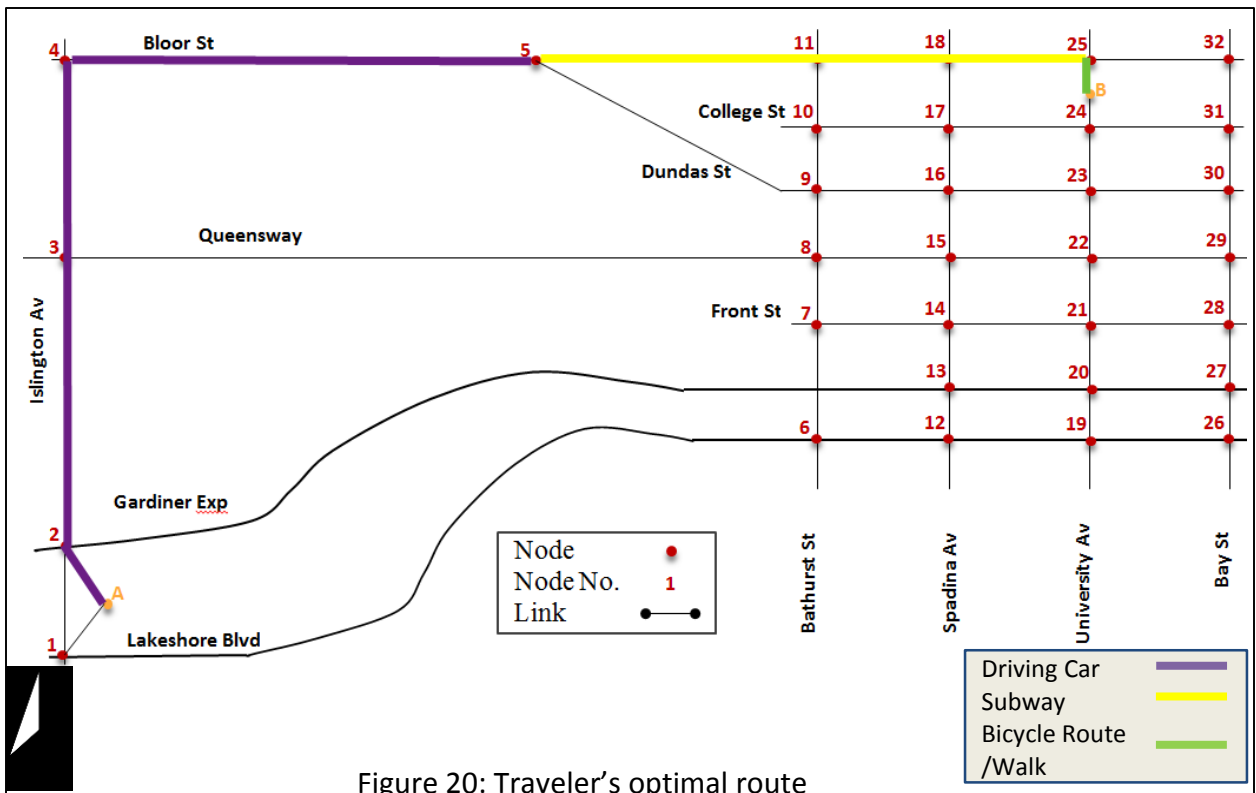 4 Bloor St 5 11 18 25 32
B
College St 10 17 24 31
Dundas St 9 16 23 30
Queensway
3 8 15 22 29
Islington Av
Front St 7 14 21 28
13 20 27
6 12 19 26
Gardiner Exp
2
A
1 Lakeshore Blvd
Node
Node No. 1
Link
Bathurst St
Spadina Av
University Av
Bay St
Driving Car
Subway
Bicycle Route
/Walk
Figure 20: Traveler's optimal route